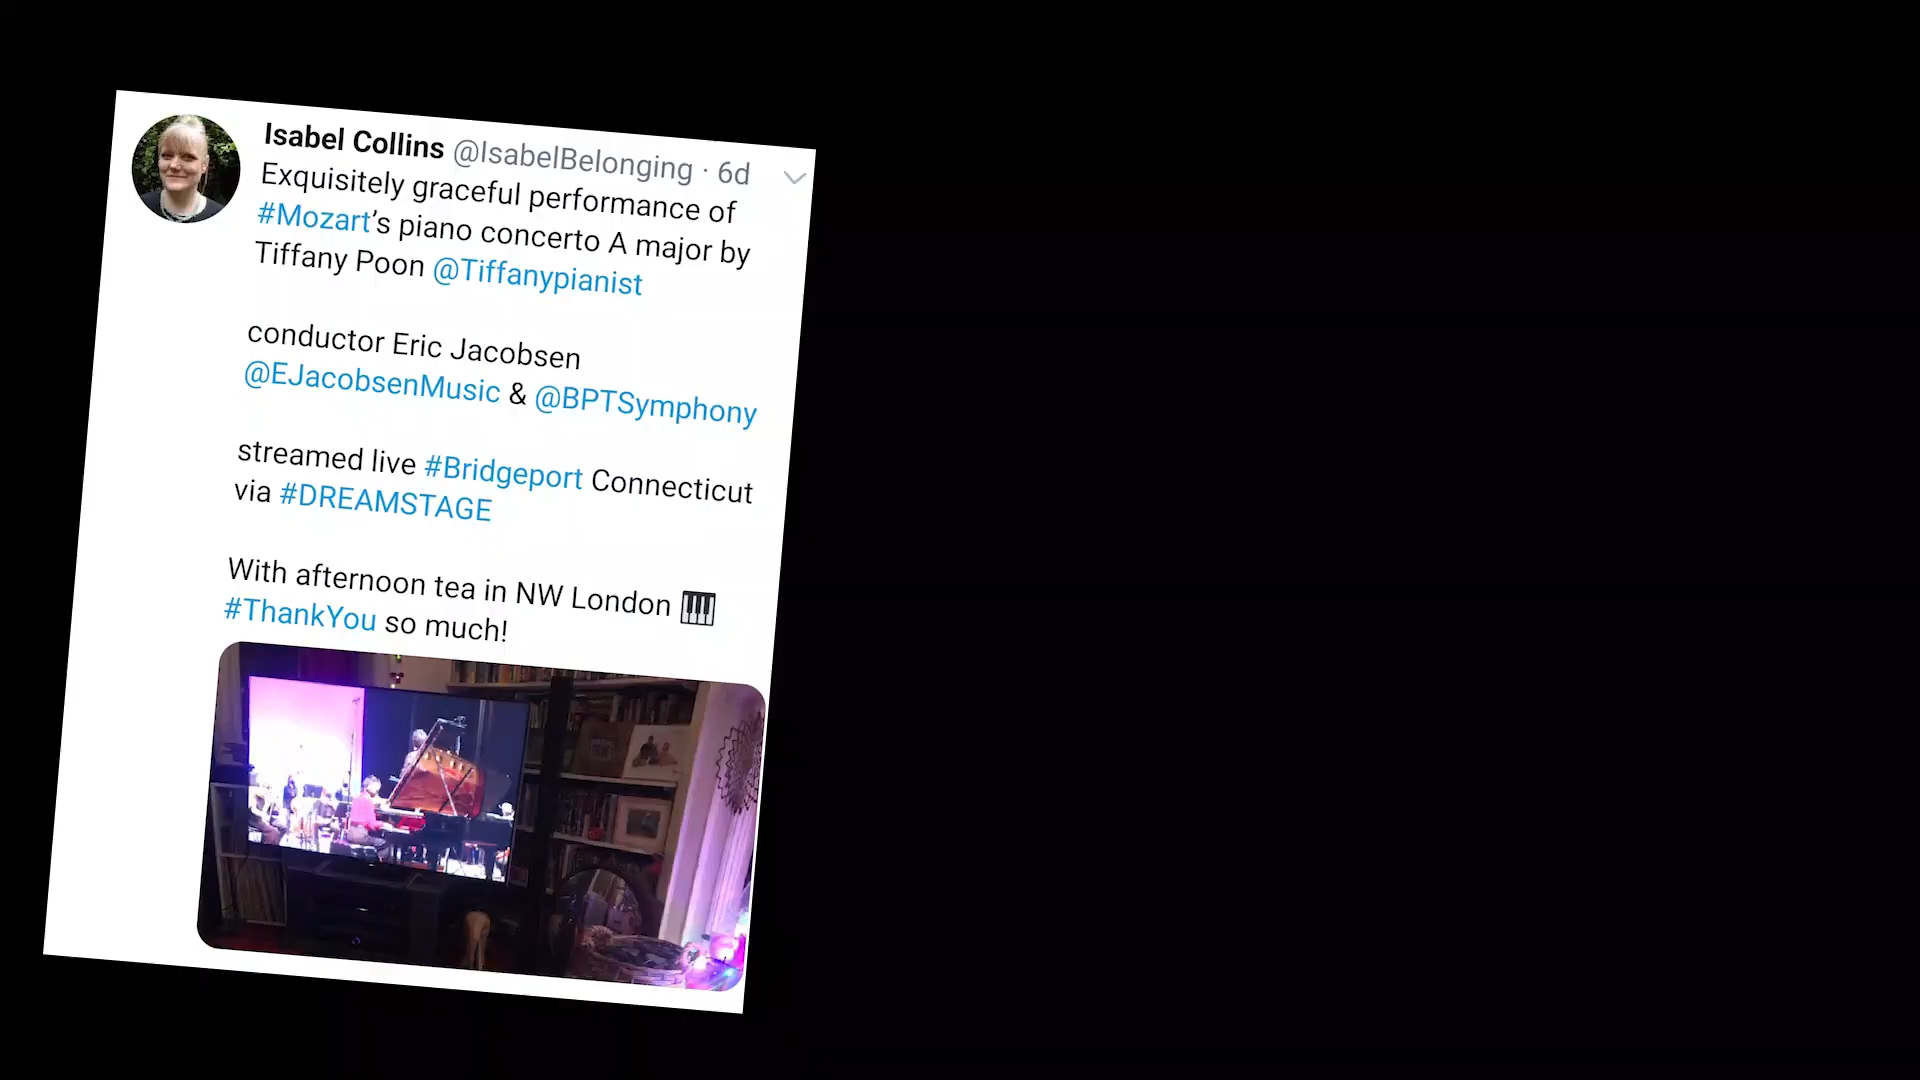 Isabel Collins @IsabelBelonging · 6d
Exquisitely graceful performance of
#Mozart’s piano concerto A major by
Tiffany Poon @Tiffanypianist
conductor Eric Jacobsen
@EJacobsenMusic & @BPTSymphony
streamed live #Bridgeport Connecticut
via #DREAMSTAGE
With afternoon tea in NW London 🎹
#ThankYou so much!